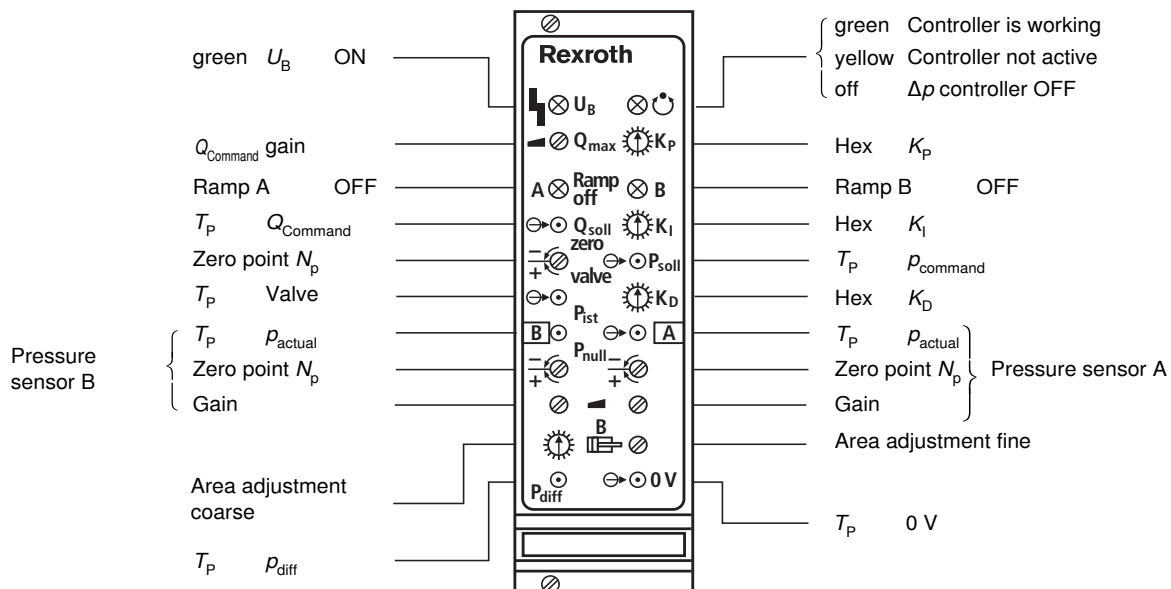 green U_B ON
Q_Command gain
Ramp A OFF
T_P Q_Command
Zero point N_p
T_P Valve
Pressure
sensor B
T_P p_actual
Zero point N_p
Gain
Area adjustment
coarse
T_P p_diff
Rexroth
U_B
Q_max K_P
A Ramp off B
Q_soll K_I
zero
valve
P_soll
K_D
P_ist
B A
P_null
B
P_diff 0 V
green Controller is working
yellow Controller not active
off Δp controller OFF
Hex K_P
Ramp B OFF
Hex K_I
T_P p_command
Hex K_D
T_P p_actual
Zero point N_p
Gain
Pressure sensor A
Area adjustment fine
T_P 0 V